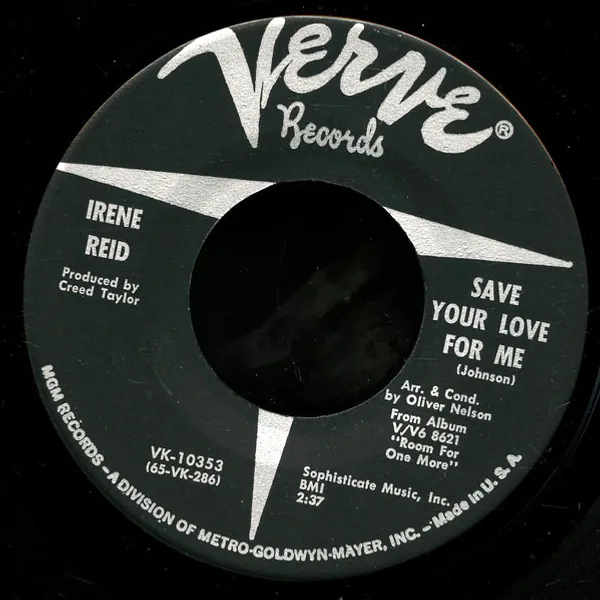 Verve®
Records
IRENE
REID
Produced by
Creed Taylor
SAVE
YOUR LOVE
FOR ME
(Johnson)
Arr. & Cond.
by Oliver Nelson
From Album
V/V6 8621
"Room For
One More"
VK-10353
(65-VK-286)
Sophisticate Music, Inc.
BMI
2:37
MGM RECORDS – A DIVISION OF METRO-GOLDWYN-MAYER, INC. – Made in U.S.A.